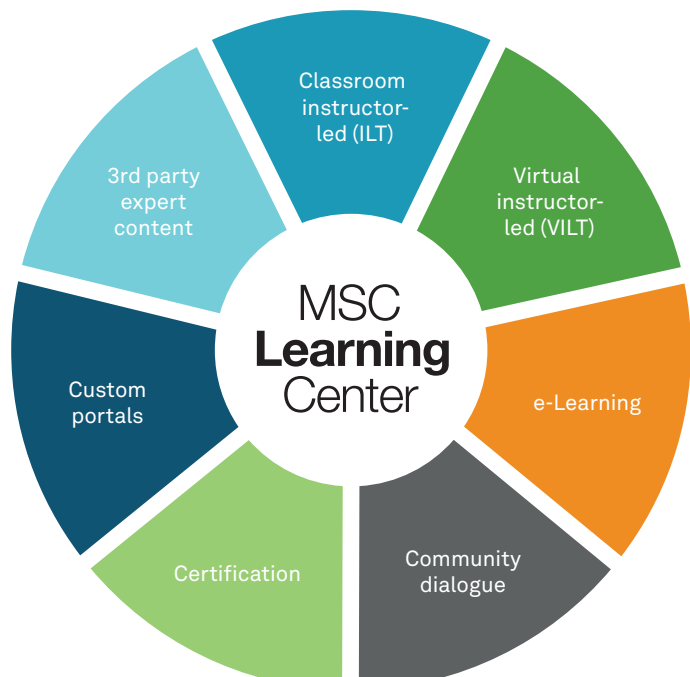 Classroom
instructor-
led (ILT)
Virtual
instructor-
led (VILT)
e-Learning
Community
dialogue
Certification
Custom
portals
3rd party
expert
content
MSC
Learning
Center